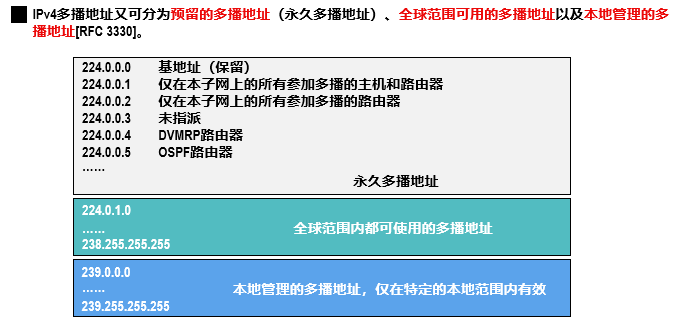 IPv4多播地址又可分为预留的多播地址（永久多播地址）、全球范围可用的多播地址以及本地管理的多
播地址[RFC 3330]。
224.0.0.0 基地址（保留）
224.0.0.1 仅在本子网上的所有参加多播的主机和路由器
224.0.0.2 仅在本子网上的所有参加多播的路由器
224.0.0.3 未指派
224.0.0.4 DVMRP路由器
224.0.0.5 OSPF路由器
……
永久多播地址
224.0.1.0
……
全球范围内都可使用的多播地址
238.255.255.255
239.0.0.0
……
本地管理的多播地址，仅在特定的本地范围内有效
239.255.255.255